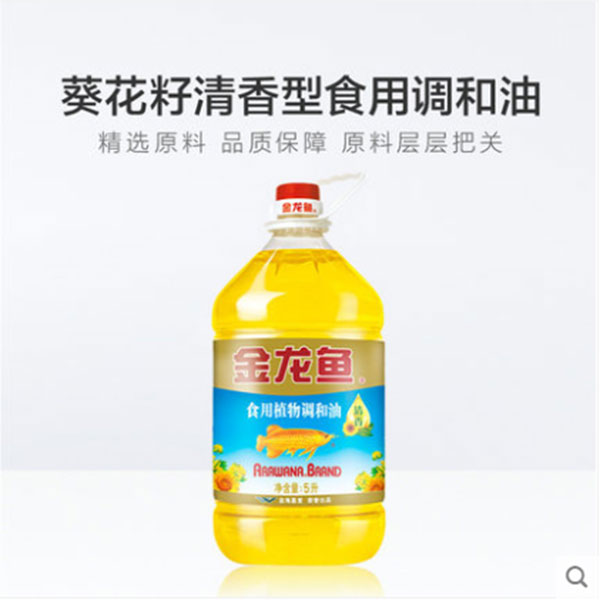 葵花籽清香型食用调和油
精选原料 品质保障 原料层层把关
金龙鱼
金龙鱼
食用植物调和油
清香
ARAWANA BRAND
净含量:5升